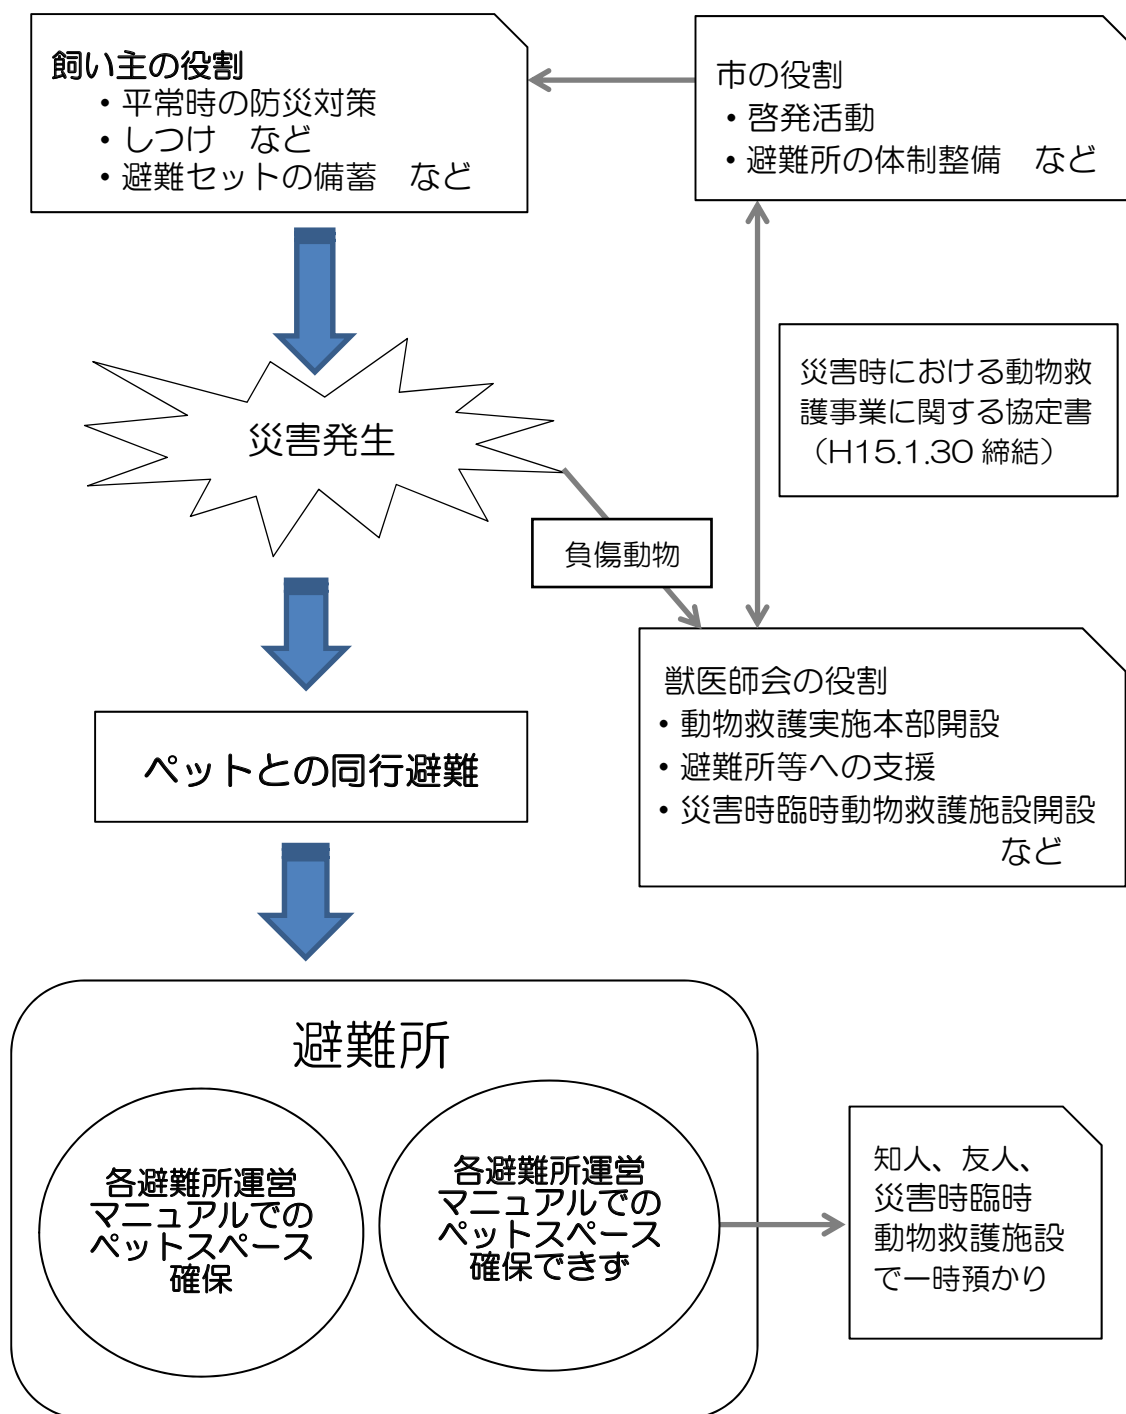 飼い主の役割
・平常時の防災対策
・しつけ　など
・避難セットの備蓄　など
市の役割
・啓発活動
・避難所の体制整備　など
災害時における動物救
護事業に関する協定書
（H15.1.30 締結）
災害発生
負傷動物
獣医師会の役割
・動物救護実施本部開設
・避難所等への支援
・災害時臨時動物救護施設開設
など
ペットとの同行避難
避難所
各避難所運営
マニュアルでの
ペットスペース
確保
各避難所運営
マニュアルでの
ペットスペース
確保できず
知人、友人、
災害時臨時
動物救護施設
で一時預かり